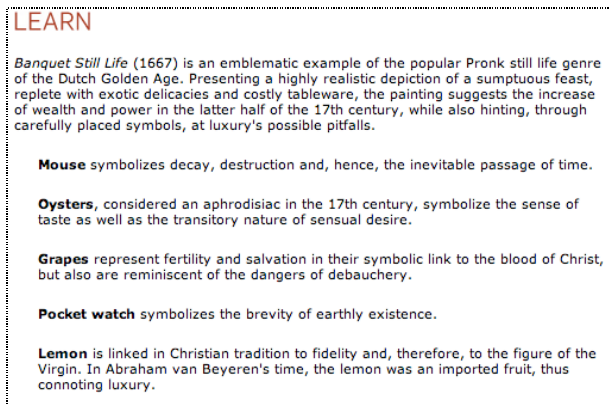 LEARN
Banquet Still Life (1667) is an emblematic example of the popular Pronk still life genre
of the Dutch Golden Age. Presenting a highly realistic depiction of a sumptuous feast,
replete with exotic delicacies and costly tableware, the painting suggests the increase
of wealth and power in the latter half of the 17th century, while also hinting, through
carefully placed symbols, at luxury's possible pitfalls.
Mouse symbolizes decay, destruction and, hence, the inevitable passage of time.
Oysters, considered an aphrodisiac in the 17th century, symbolize the sense of
taste as well as the transitory nature of sensual desire.
Grapes represent fertility and salvation in their symbolic link to the blood of Christ,
but also are reminiscent of the dangers of debauchery.
Pocket watch symbolizes the brevity of earthly existence.
Lemon is linked in Christian tradition to fidelity and, therefore, to the figure of the
Virgin. In Abraham van Beyeren's time, the lemon was an imported fruit, thus
connoting luxury.